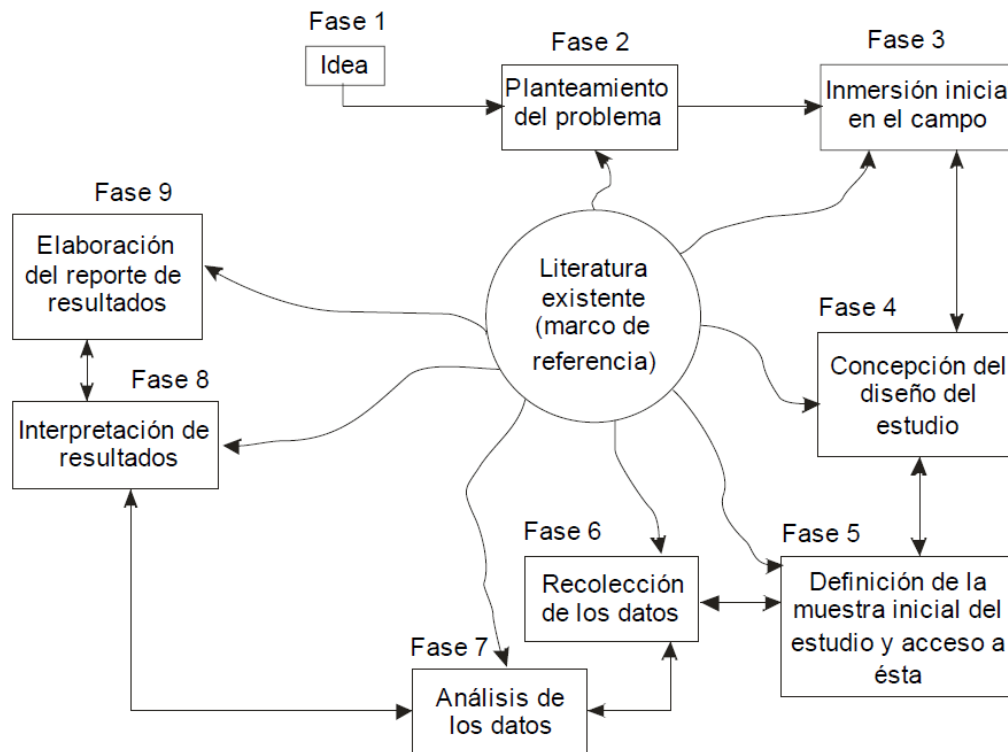 Fase 1
Idea
Fase 2
Planteamiento
del problema
Fase 3
Inmersión inicial
en el campo
Fase 4
Concepción del
diseño del
estudio
Fase 5
Definición de la
muestra inicial del
estudio y acceso a
ésta
Fase 6
Recolección
de los datos
Fase 7
Análisis de
los datos
Fase 8
Interpretación de
resultados
Fase 9
Elaboración
del reporte de
resultados
Literatura
existente
(marco de
referencia)